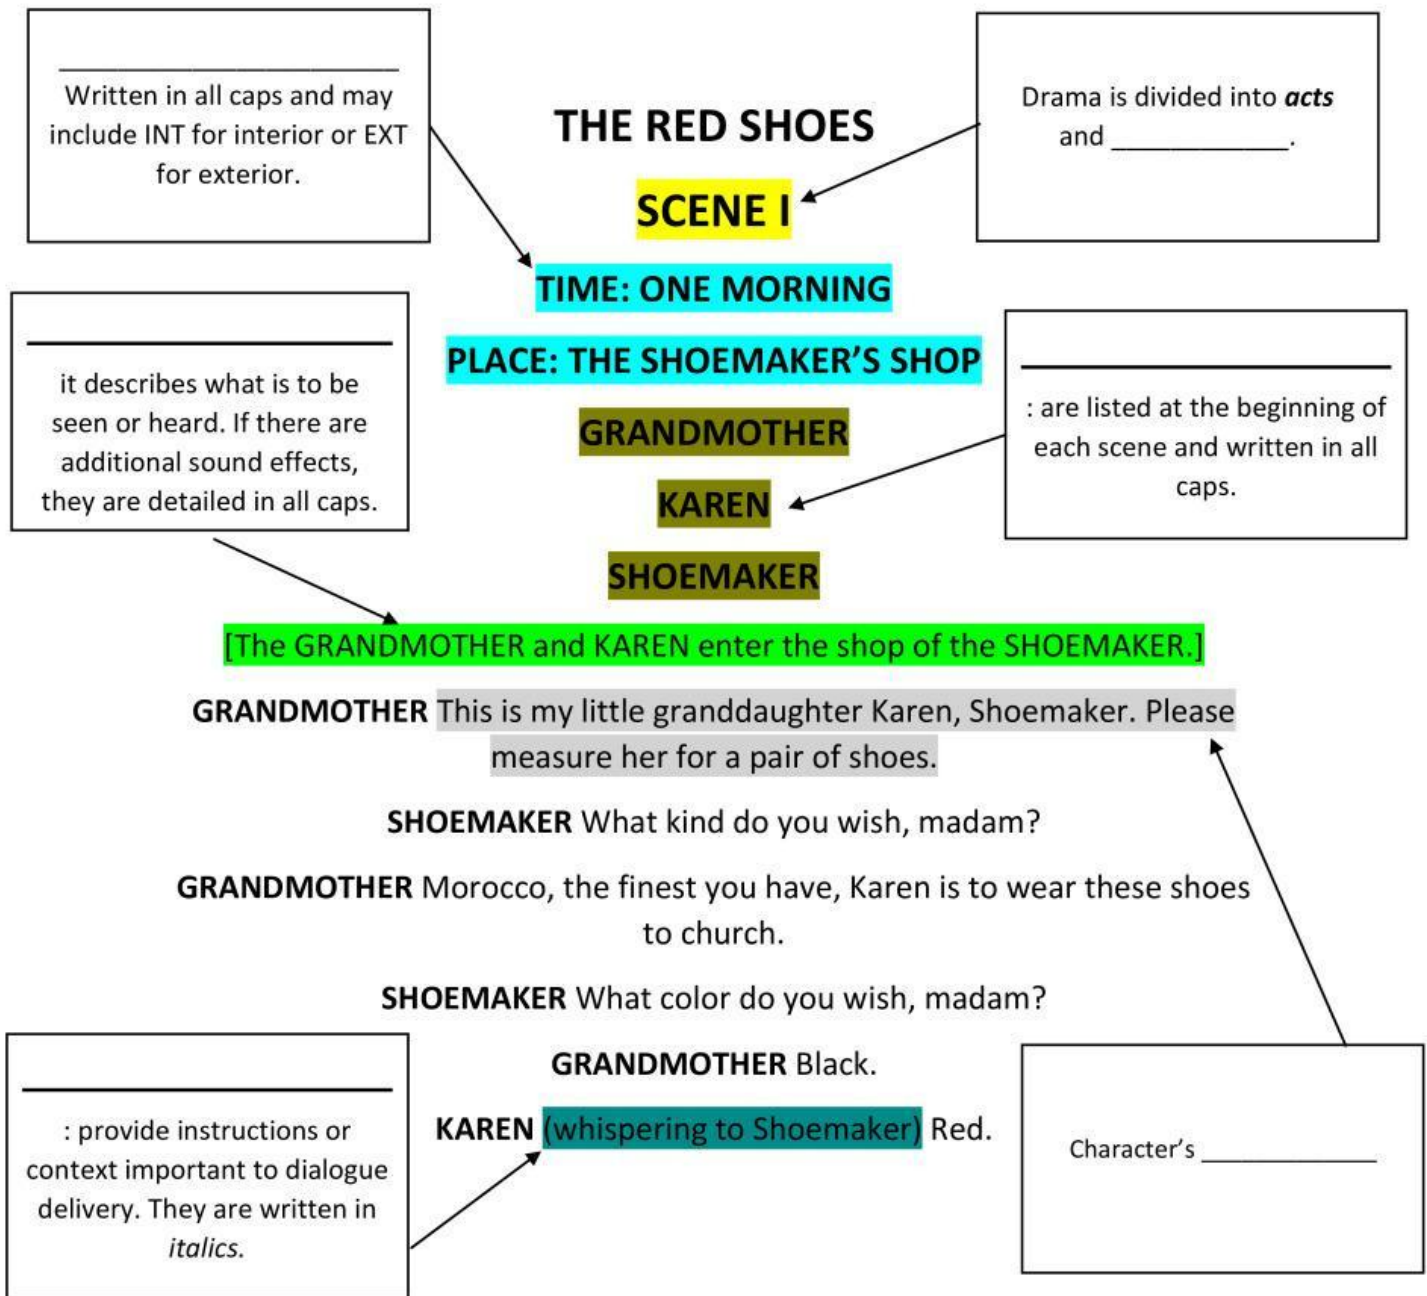 ____________________
Written in all caps and may
include INT for interior or EXT
for exterior.
Drama is divided into acts
and ____________.
THE RED SHOES
SCENE I
TIME: ONE MORNING
PLACE: THE SHOEMAKER’S SHOP
____________________
it describes what is to be
seen or heard. If there are
additional sound effects,
they are detailed in all caps.
____________________
: are listed at the beginning of
each scene and written in all
caps.
GRANDMOTHER
KAREN
SHOEMAKER
[The GRANDMOTHER and KAREN enter the shop of the SHOEMAKER.]
GRANDMOTHER This is my little granddaughter Karen, Shoemaker. Please
measure her for a pair of shoes.
SHOEMAKER What kind do you wish, madam?
GRANDMOTHER Morocco, the finest you have, Karen is to wear these shoes
to church.
SHOEMAKER What color do you wish, madam?
GRANDMOTHER Black.
KAREN (whispering to Shoemaker) Red.
____________________
: provide instructions or
context important to dialogue
delivery. They are written in
italics.
Character’s ____________